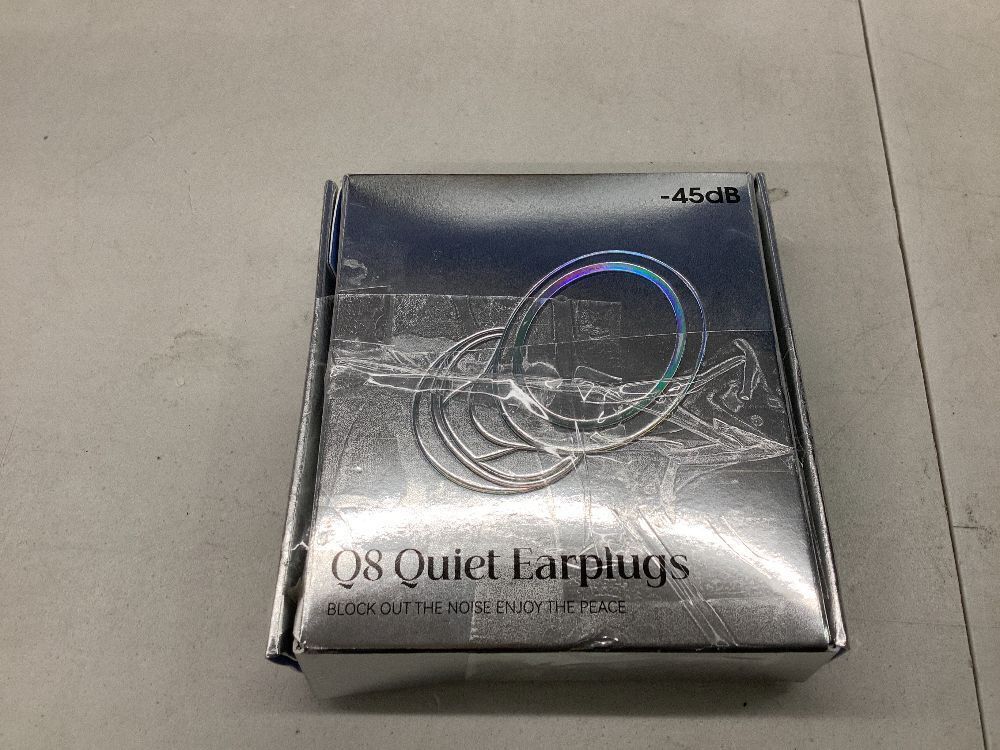 -45dB
Q8 Quiet Earplugs
BLOCK OUT THE NOISE ENJOY THE PEACE